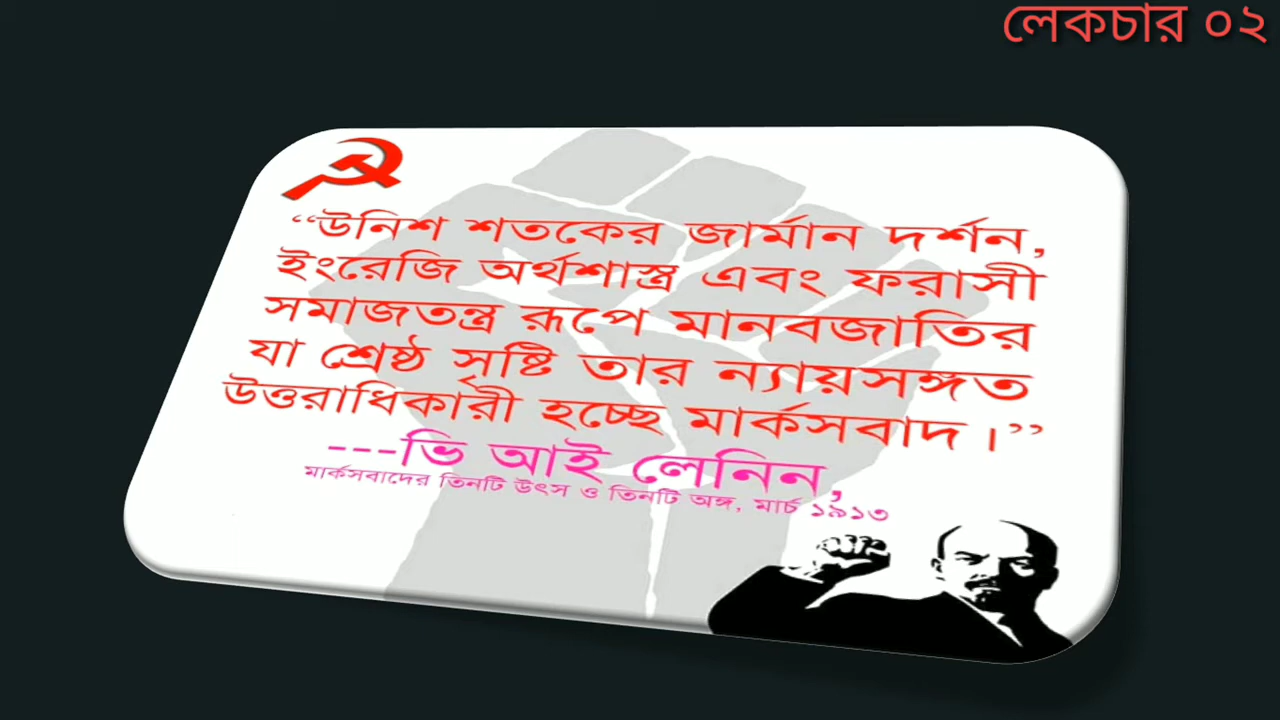 লেকচার ০২
“উনিশ শতকের জার্মান দর্শন,
ইংরেজি অর্থশাস্ত্র এবং ফরাসী
সমাজতন্ত্র রূপে মানবজাতির
যা শ্রেষ্ঠ সৃষ্টি তার ন্যায়সঙ্গত
উত্তরাধিকারী হচ্ছে মার্কসবাদ।”
---ভি আই লেনিন,
মার্কসবাদের তিনটি উৎস ও তিনটি অঙ্গ, মার্চ ১৯১৩